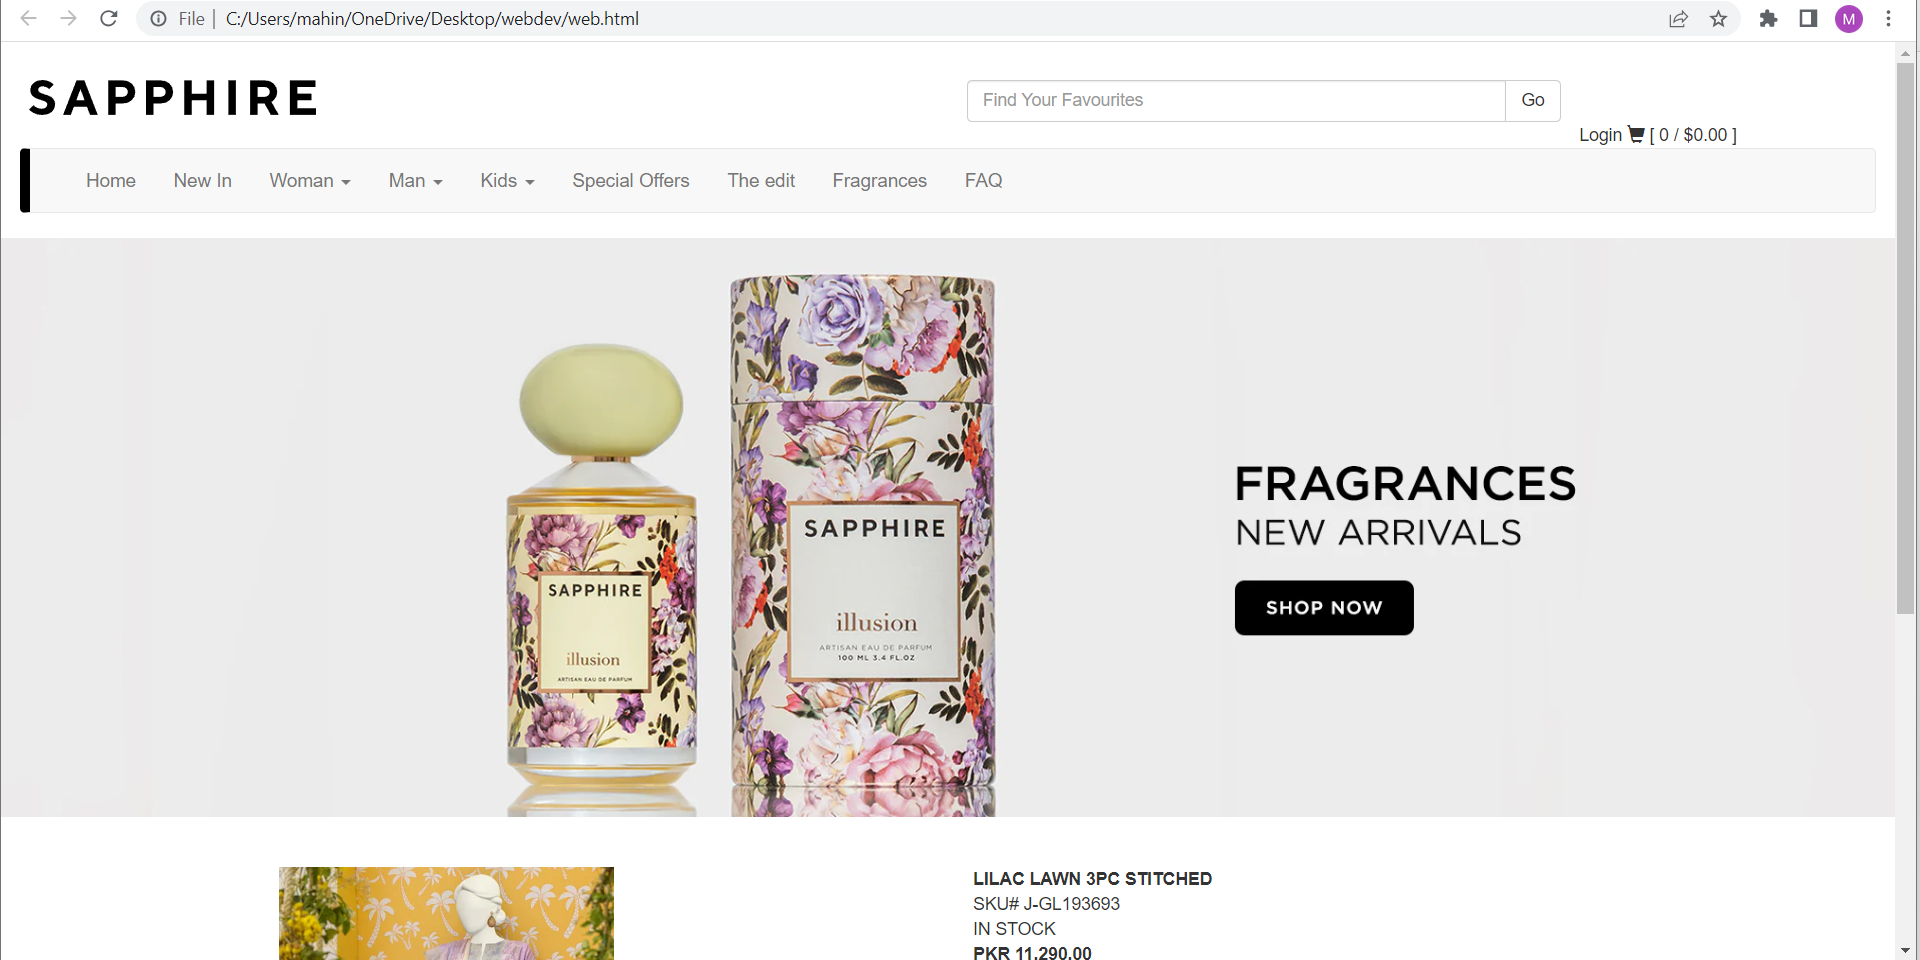 File | C:/Users/mahin/OneDrive/Desktop/webdev/web.html
M
SAPPHIRE
Find Your Favourites
Go
Login [ 0 / $0.00 ]
Home New In Woman Man Kids Special Offers The edit Fragrances FAQ
SAPPHIRE
illusion
ARTISAN EAU DE PARFUM
SAPPHIRE
illusion
ARTISAN EAU DE PARFUM
100 ML 3.4 FL.OZ
FRAGRANCES
NEW ARRIVALS
SHOP NOW
LILAC LAWN 3PC STITCHED
SKU# J-GL193693
IN STOCK
PKR 11,290.00